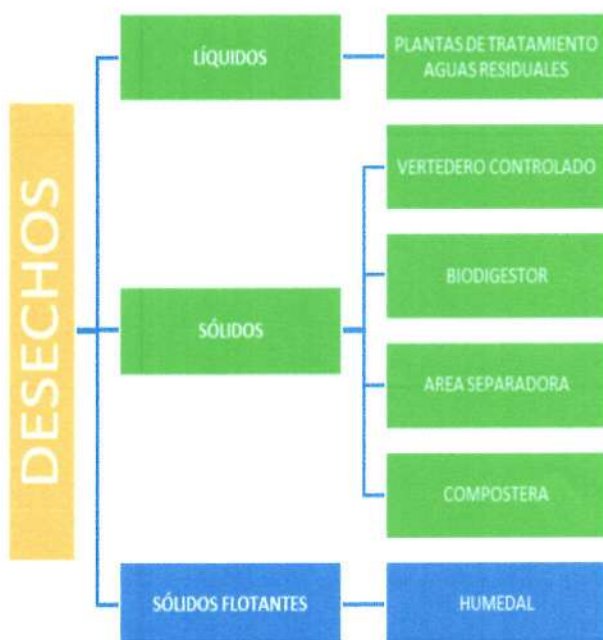 DESECHOS
LÍQUIDOS
PLANTAS DE TRATAMIENTO
AGUAS RESIDUALES
SÓLIDOS
VERTEDERO CONTROLADO
BIODIGESTOR
AREA SEPARADORA
COMPOSTERA
SÓLIDOS FLOTANTES
HUMEDAL